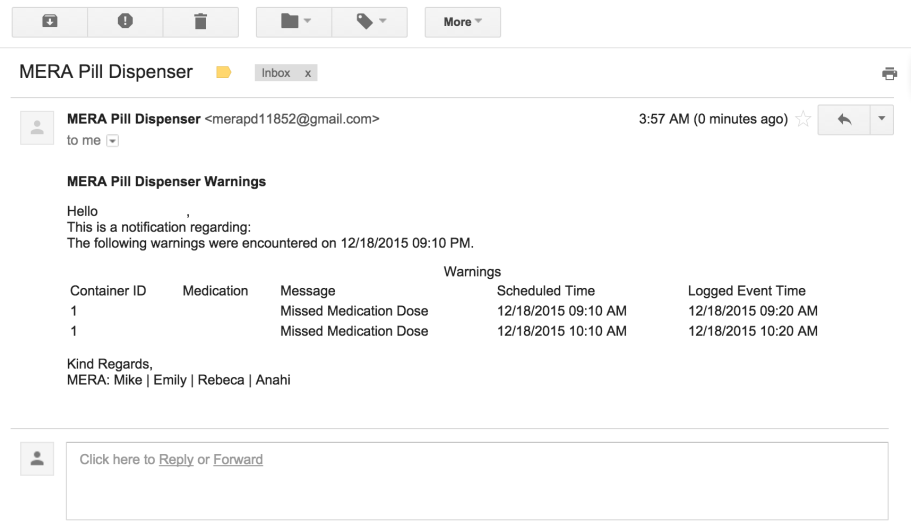 More
MERA Pill Dispenser Inbox x
MERA Pill Dispenser <merapd11852@gmail.com> 3:57 AM (0 minutes ago)
to me
MERA Pill Dispenser Warnings
Hello ,
This is a notification regarding:
The following warnings were encountered on 12/18/2015 09:10 PM.
Warnings
Container ID Medication Message Scheduled Time Logged Event Time
1 Missed Medication Dose 12/18/2015 09:10 AM 12/18/2015 09:20 AM
1 Missed Medication Dose 12/18/2015 10:10 AM 12/18/2015 10:20 AM
Kind Regards,
MERA: Mike | Emily | Rebeca | Anahi
Click here to Reply or Forward